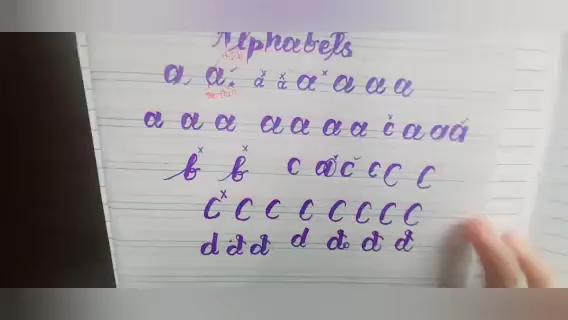 Alphabets
a a a a a a a a
a a a a a a a c a a a
b b c a c c C C
C C C C C C C C
d d d d d d d